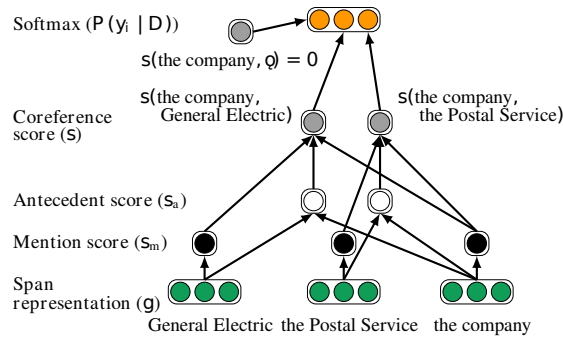 Softmax (P (yᵢ | D))
s(the company, ϵ) = 0
s(the company,
General Electric)
s(the company,
the Postal Service)
Coreference
score (s)
Antecedent score (sₐ)
Mention score (sₘ)
Span
representation (g)
General Electric the Postal Service the company